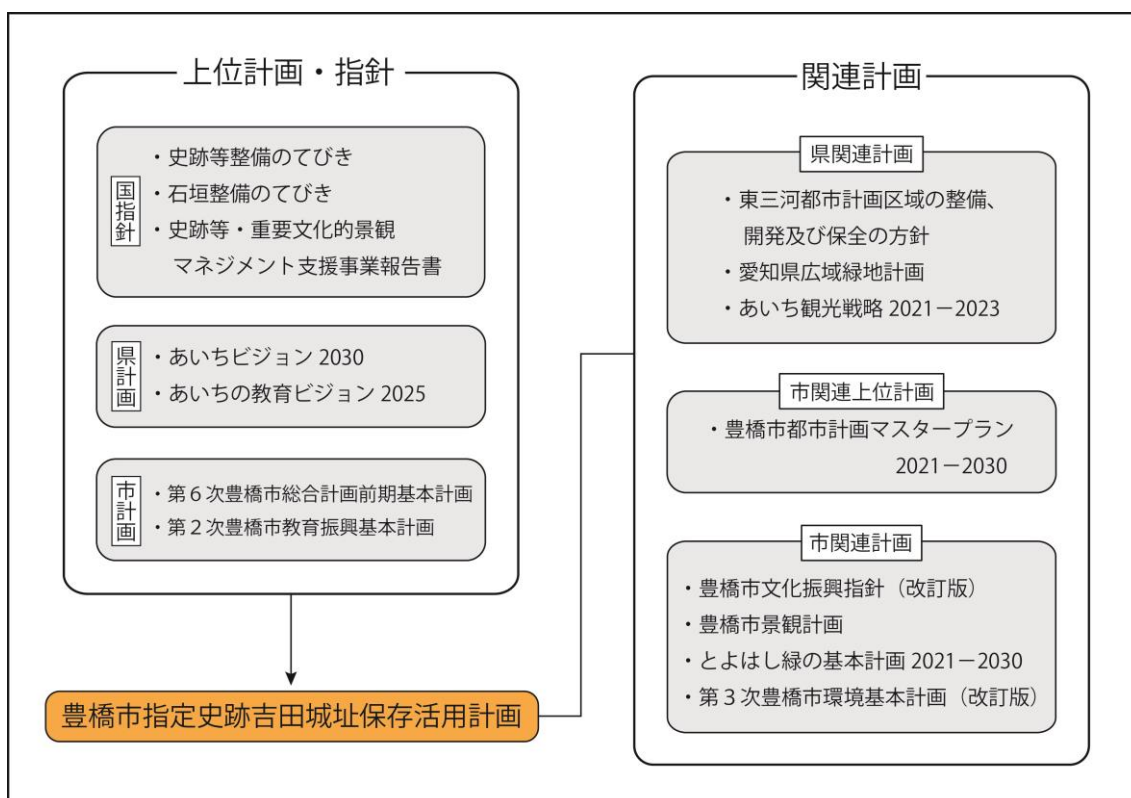 上位計画・指針
国指針
・史跡等整備のてびき
・石垣整備のてびき
・史跡等・重要文化的景観
マネジメント支援事業報告書
県計画
・あいちビジョン 2030
・あいちの教育ビジョン 2025
市計画
・第6次豊橋市総合計画前期基本計画
・第2次豊橋市教育振興基本計画
豊橋市指定史跡吉田城址保存活用計画
関連計画
県関連計画
・東三河都市計画区域の整備、
開発及び保全の方針
・愛知県広域緑地計画
・あいち観光戦略 2021－2023
市関連上位計画
・豊橋市都市計画マスタープラン
2021－2030
市関連計画
・豊橋市文化振興指針（改訂版）
・豊橋市景観計画
・とよはし緑の基本計画 2021－2030
・第3次豊橋市環境基本計画（改訂版）